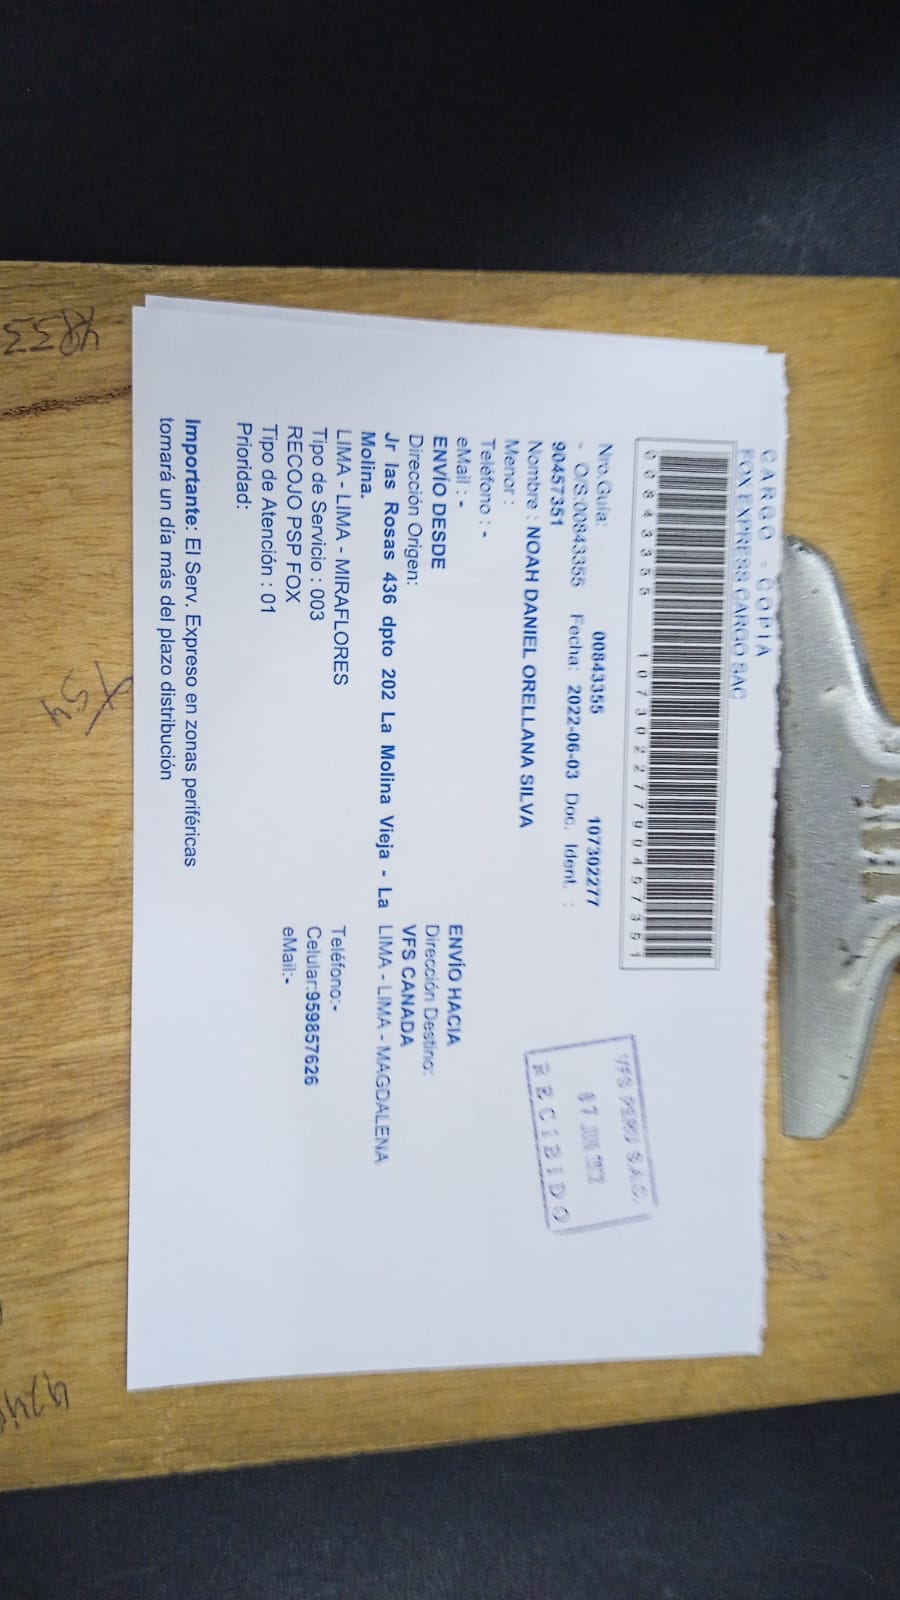 CARGO - COPIA
FOX EXPRESS CARGO SAC
00843355 10730227790457351
Nro.Guia: 00843355 107302277
- O/S:00843355 Fecha: 2022-06-03 Doc. Ident. :
90457351
Nombre : NOAH DANIEL ORELLANA SILVA
Menor :
Teléfono : -
eMail : -
ENVÍO DESDE
Dirección Origen:
Jr las Rosas 436 dpto 202 La Molina Vieja - La
Molina.
LIMA - LIMA - MIRAFLORES
Tipo de Servicio : 003
RECOJO PSP FOX
Tipo de Atención : 01
Prioridad:
ENVÍO HACIA
Dirección Destino:
VFS CANADA
LIMA - LIMA - MAGDALENA
Teléfono:-
Celular:959857626
eMail:-
Importante: El Serv. Expreso en zonas periféricas
tomará un día más del plazo distribución
VFS PERU S.A.C.
07 JUN 2022
RECIBIDO